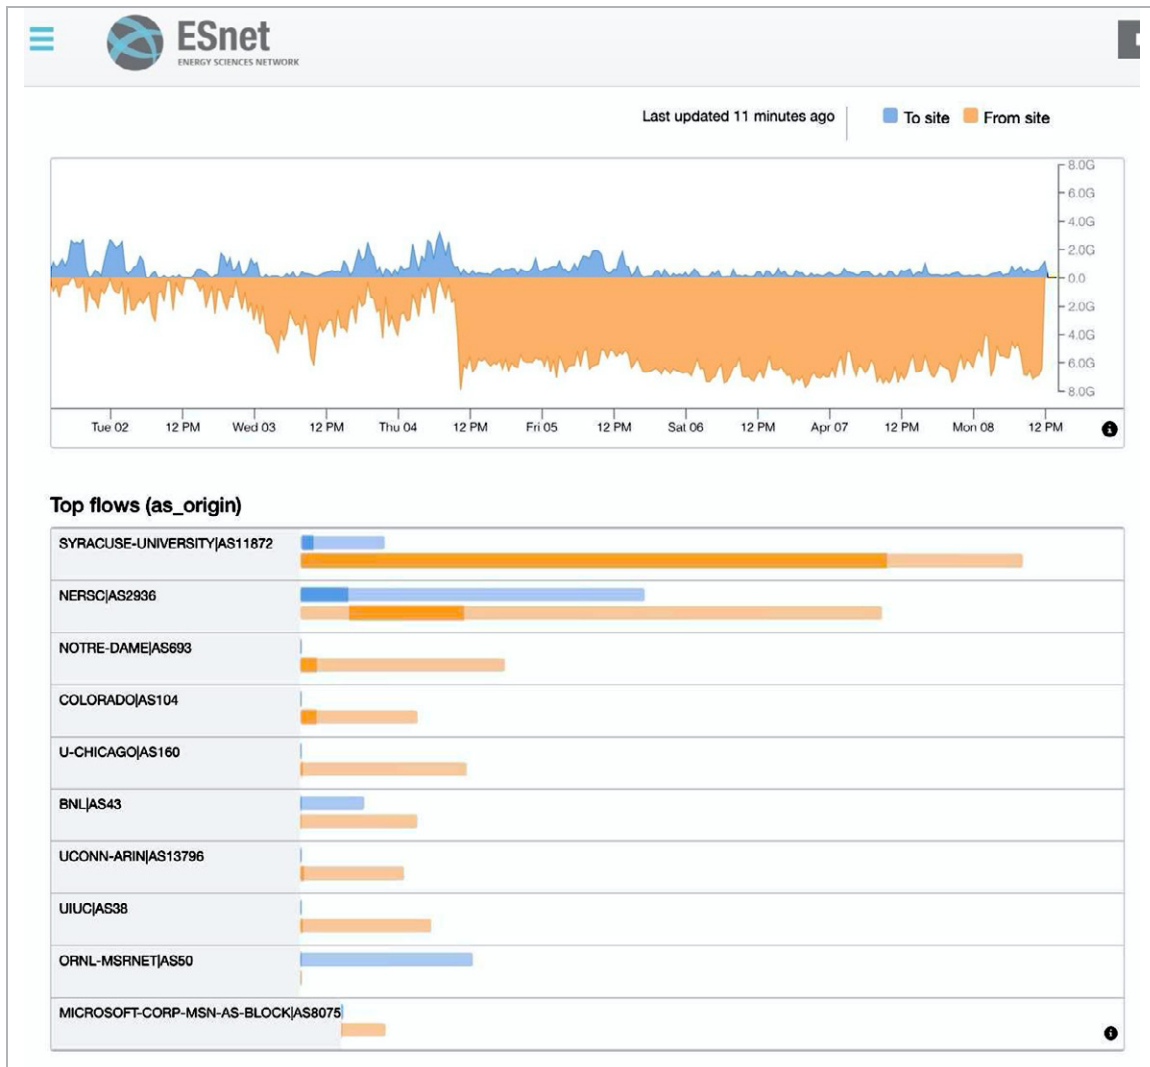 ESnet
ENERGY SCIENCES NETWORK
Last updated 11 minutes ago
To site
From site
8.0G
6.0G
4.0G
2.0G
0.0
2.0G
4.0G
6.0G
8.0G
Tue 02 12 PM Wed 03 12 PM Thu 04 12 PM Fri 05 12 PM Sat 06 12 PM Apr 07 12 PM Mon 08 12 PM
Top flows (as_origin)
SYRACUSE-UNIVERSITY|AS11872
NERSC|AS2936
NOTRE-DAME|AS693
COLORADO|AS104
U-CHICAGO|AS160
BNL|AS43
UCONN-ARIN|AS13796
UIUC|AS38
ORNL-MSRNET|AS50
MICROSOFT-CORP-MSN-AS-BLOCK|AS8075